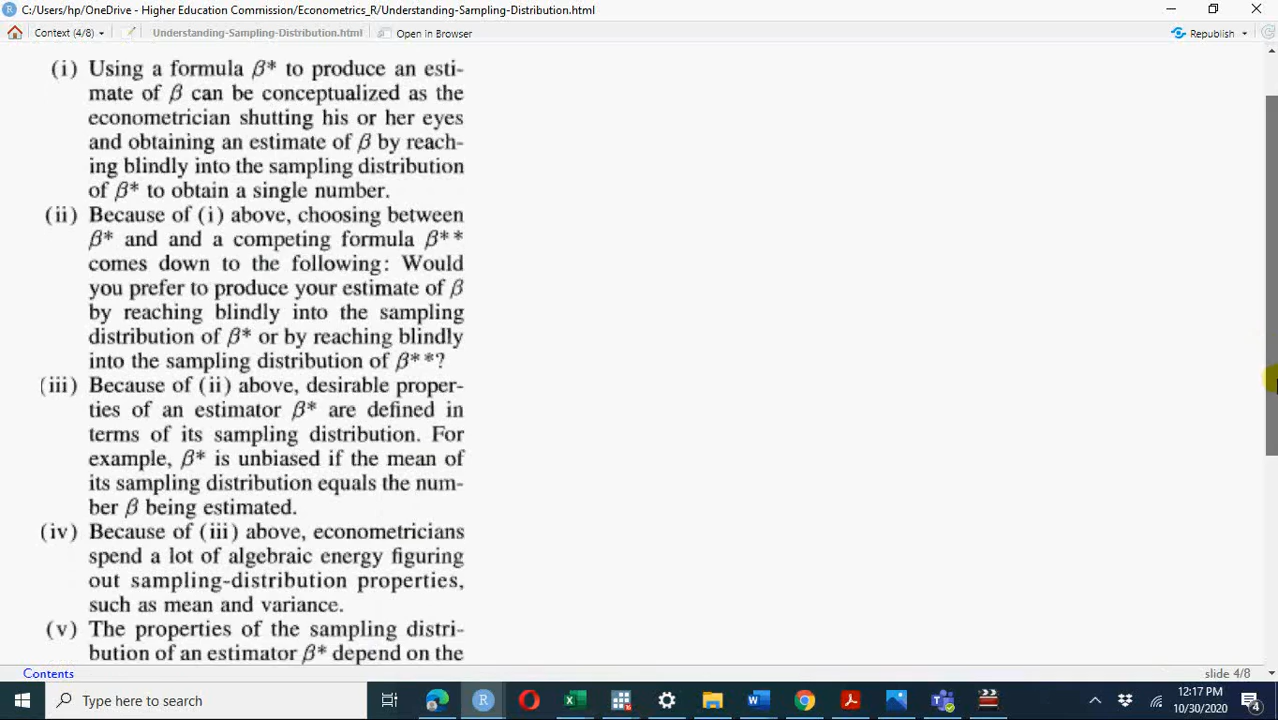 C:/Users/hp/OneDrive - Higher Education Commission/Econometrics_R/Understanding-Sampling-Distribution.html
Context (4/8) Understanding-Sampling-Distribution.html Open in Browser Republish
(i) Using a formula β* to produce an esti-
mate of β can be conceptualized as the
econometrician shutting his or her eyes
and obtaining an estimate of β by reach-
ing blindly into the sampling distribution
of β* to obtain a single number.
(ii) Because of (i) above, choosing between
β* and and a competing formula β**
comes down to the following: Would
you prefer to produce your estimate of β
by reaching blindly into the sampling
distribution of β* or by reaching blindly
into the sampling distribution of β**?
(iii) Because of (ii) above, desirable proper-
ties of an estimator β* are defined in
terms of its sampling distribution. For
example, β* is unbiased if the mean of
its sampling distribution equals the num-
ber β being estimated.
(iv) Because of (iii) above, econometricians
spend a lot of algebraic energy figuring
out sampling-distribution properties,
such as mean and variance.
(v) The properties of the sampling distri-
bution of an estimator β* depend on the
Contents slide 4/8
Type here to search 12:17 PM
10/30/2020 4